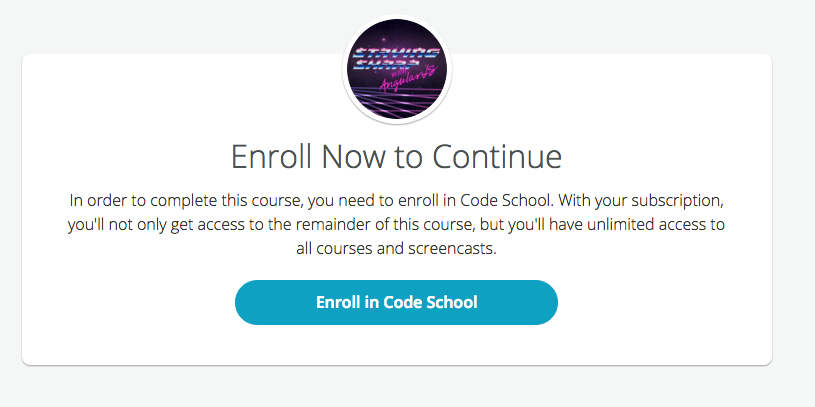 STAYING
SHARP
WITH
AngularJS
Enroll Now to Continue
In order to complete this course, you need to enroll in Code School. With your subscription,
you'll not only get access to the remainder of this course, but you'll have unlimited access to
all courses and screencasts.
Enroll in Code School